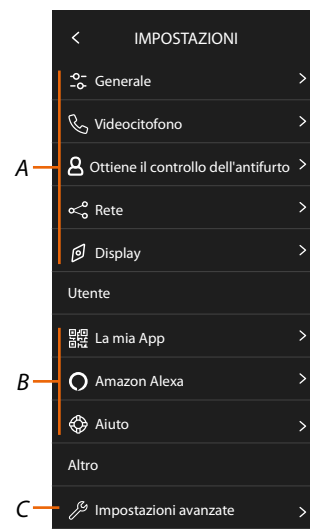 IMPOSTAZIONI
Generale
Videocitofono
A
Ottiene il controllo dell'antifurto
Rete
Display
Utente
La mia App
B
Amazon Alexa
Aiuto
Altro
C
Impostazioni avanzate